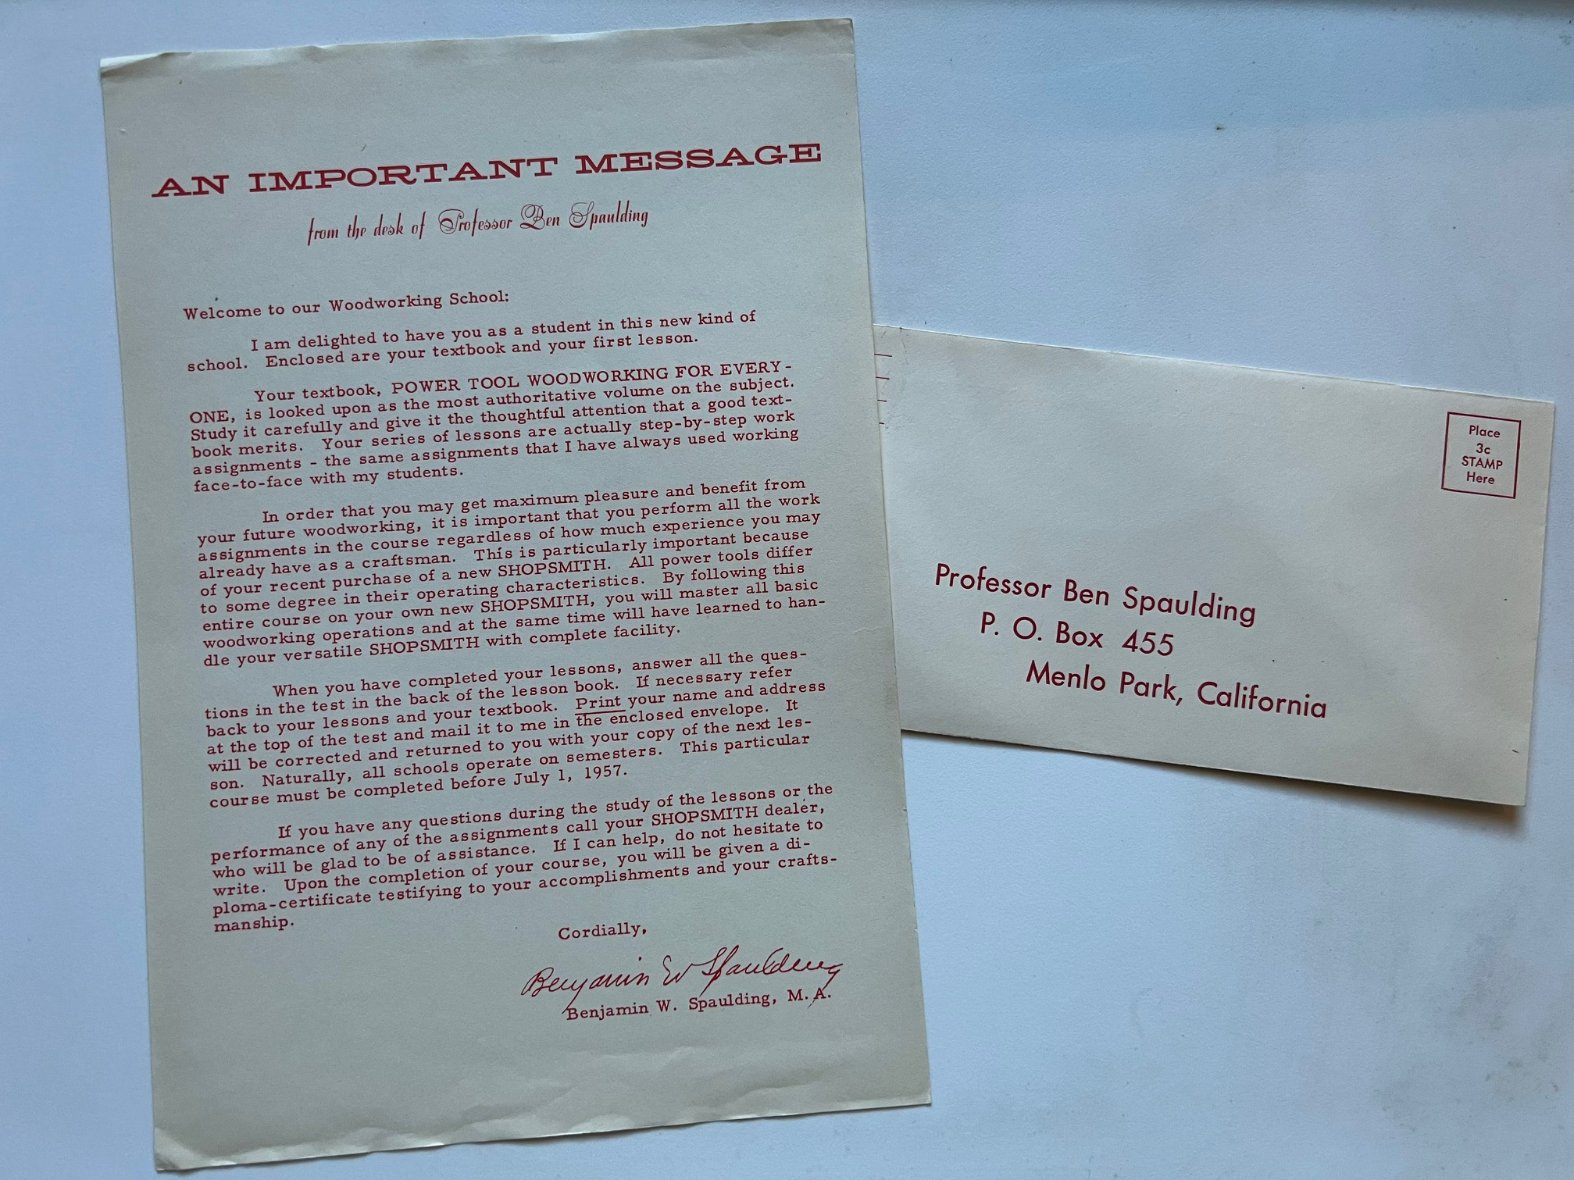 AN IMPORTANT MESSAGE
from the desk of Professor Ben Spaulding
Welcome to our Woodworking School:
I am delighted to have you as a student in this new kind of
school. Enclosed are your textbook and your first lesson.
Your textbook, POWER TOOL WOODWORKING FOR EVERY-
ONE, is looked upon as the most authoritative volume on the subject.
Study it carefully and give it the thoughtful attention that a good text-
book merits. Your series of lessons are actually step-by-step work
assignments - the same assignments that I have always used working
face-to-face with my students.
In order that you may get maximum pleasure and benefit from
your future woodworking, it is important that you perform all the work
assignments in the course regardless of how much experience you may
already have as a craftsman. This is particularly important because
of your recent purchase of a new SHOPSMITH. All power tools differ
to some degree in their operating characteristics. By following this
entire course on your own new SHOPSMITH, you will master all basic
woodworking operations and at the same time will have learned to han-
dle your versatile SHOPSMITH with complete facility.
When you have completed your lessons, answer all the ques-
tions in the test in the back of the lesson book. If necessary refer
back to your lessons and your textbook. Print your name and address
at the top of the test and mail it to me in the enclosed envelope. It
will be corrected and returned to you with your copy of the next les-
son. Naturally, all schools operate on semesters. This particular
course must be completed before July 1, 1957.
If you have any questions during the study of the lessons or the
performance of any of the assignments call your SHOPSMITH dealer,
who will be glad to be of assistance. If I can help, do not hesitate to
write. Upon the completion of your course, you will be given a di-
ploma-certificate testifying to your accomplishments and your crafts-
manship.
Cordially,
Benjamin W Spaulding
Benjamin W. Spaulding, M.A.
Place
3c
STAMP
Here
Professor Ben Spaulding
P. O. Box 455
Menlo Park, California